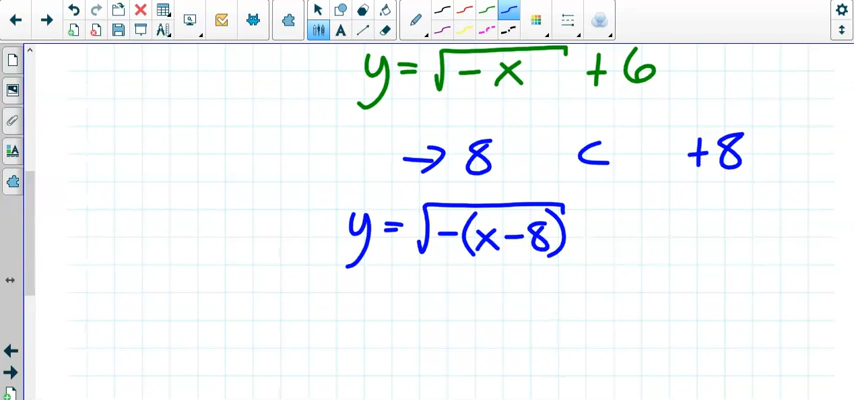 y = √-x + 6
→ 8 c +8
y = √-(x-8)